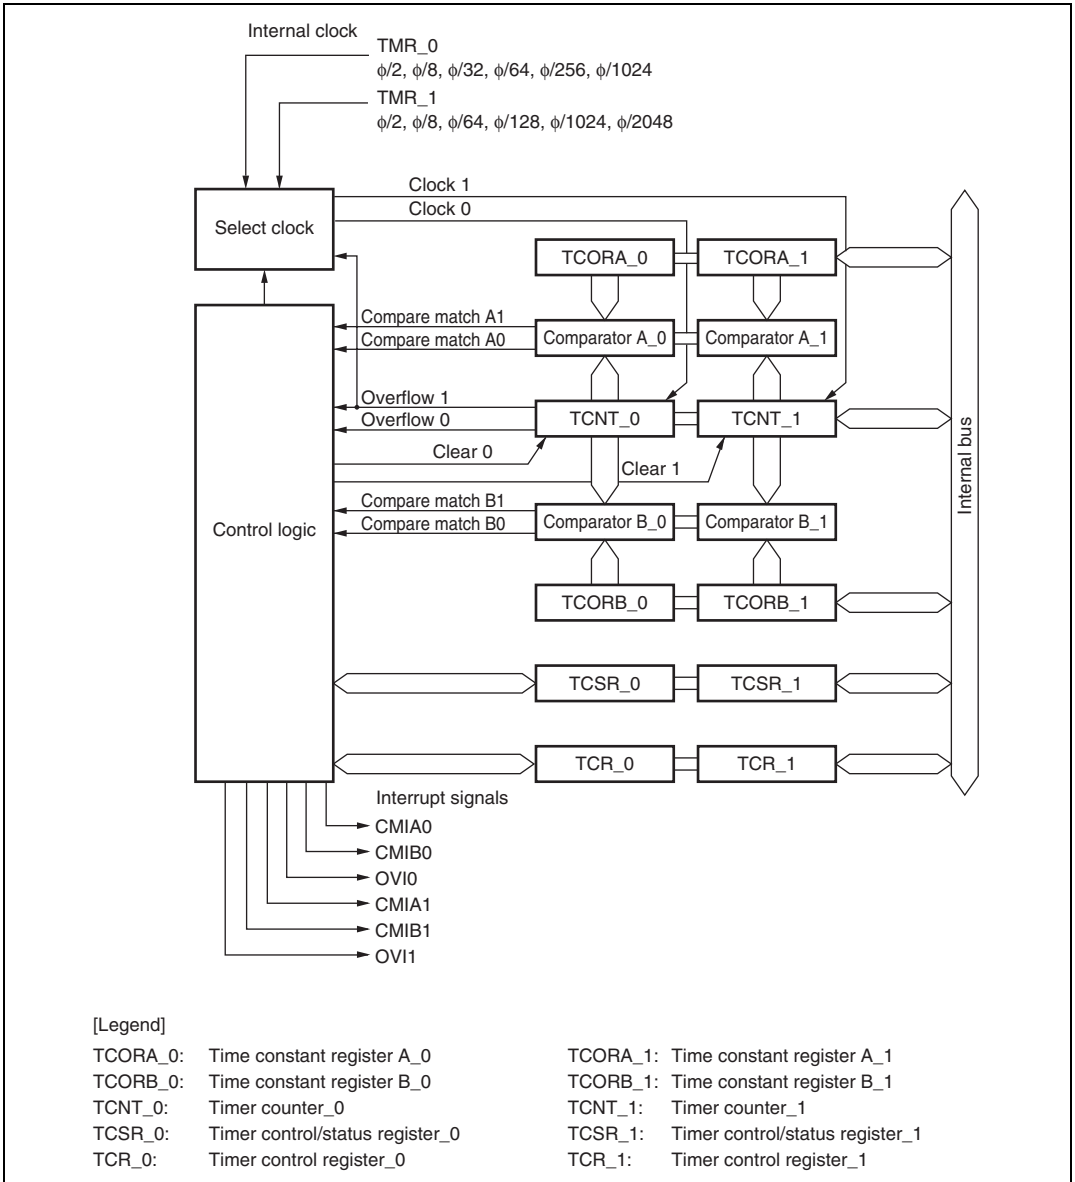 Internal clock
TMR_0
ϕ/2, ϕ/8, ϕ/32, ϕ/64, ϕ/256, ϕ/1024
TMR_1
ϕ/2, ϕ/8, ϕ/64, ϕ/128, ϕ/1024, ϕ/2048
Clock 1
Clock 0
Select clock
TCORA_0
TCORA_1
Compare match A1
Compare match A0
Comparator A_0
Comparator A_1
Overflow 1
Overflow 0
TCNT_0
TCNT_1
Clear 0
Clear 1
Internal bus
Compare match B1
Compare match B0
Control logic
Comparator B_0
Comparator B_1
TCORB_0
TCORB_1
TCSR_0
TCSR_1
TCR_0
TCR_1
Interrupt signals
CMIA0
CMIB0
OVI0
CMIA1
CMIB1
OVI1
[Legend]
TCORA_0: Time constant register A_0
TCORA_1: Time constant register A_1
TCORB_0: Time constant register B_0
TCORB_1: Time constant register B_1
TCNT_0: Timer counter_0
TCNT_1: Timer counter_1
TCSR_0: Timer control/status register_0
TCSR_1: Timer control/status register_1
TCR_0: Timer control register_0
TCR_1: Timer control register_1